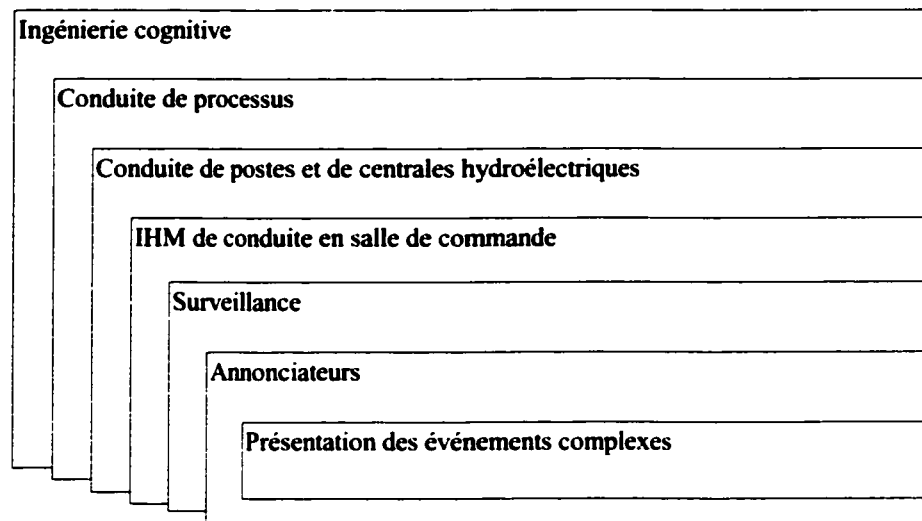 Ingénierie cognitive
Conduite de processus
Conduite de postes et de centrales hydroélectriques
IHM de conduite en salle de commande
Surveillance
Annonciateurs
Présentation des événements complexes